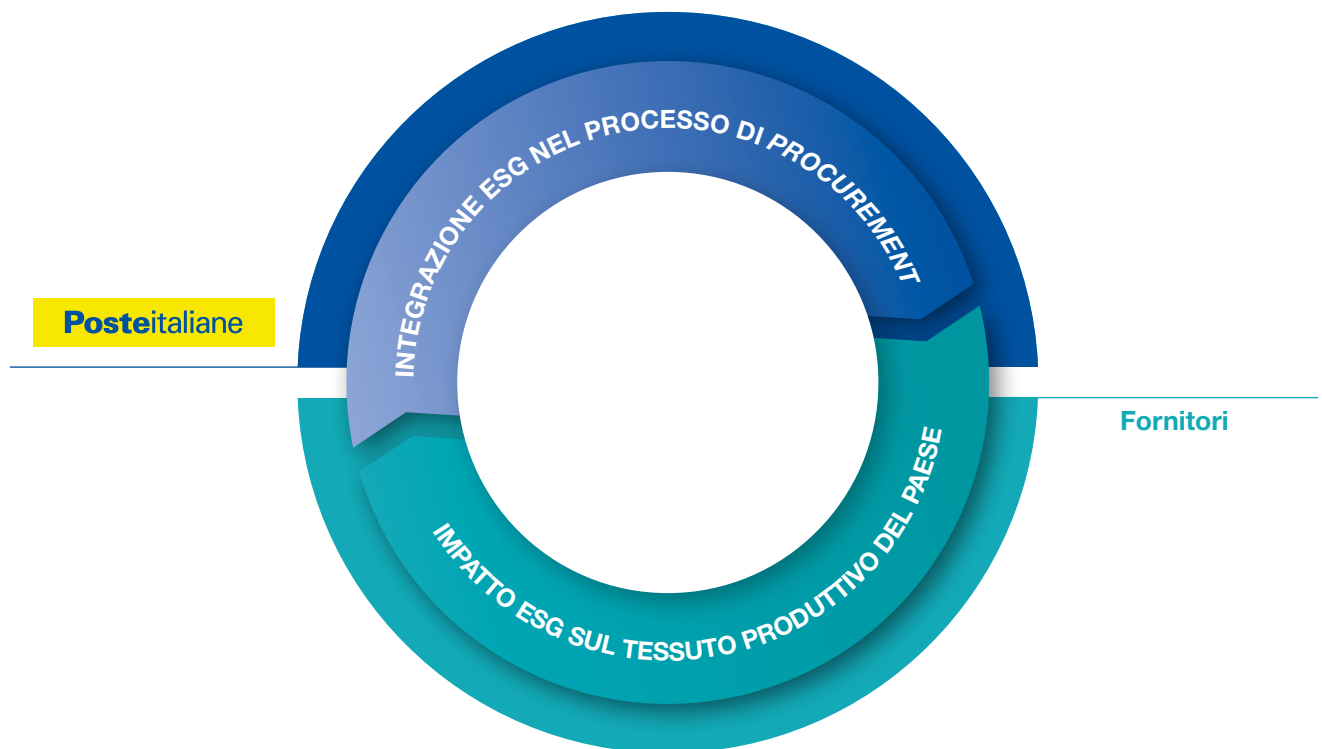 INTEGRAZIONE ESG NEL PROCESSO DI PROCUREMENT
Posteitaliane
Fornitori
IMPATTO ESG SUL TESSUTO PRODUTTIVO DEL PAESE